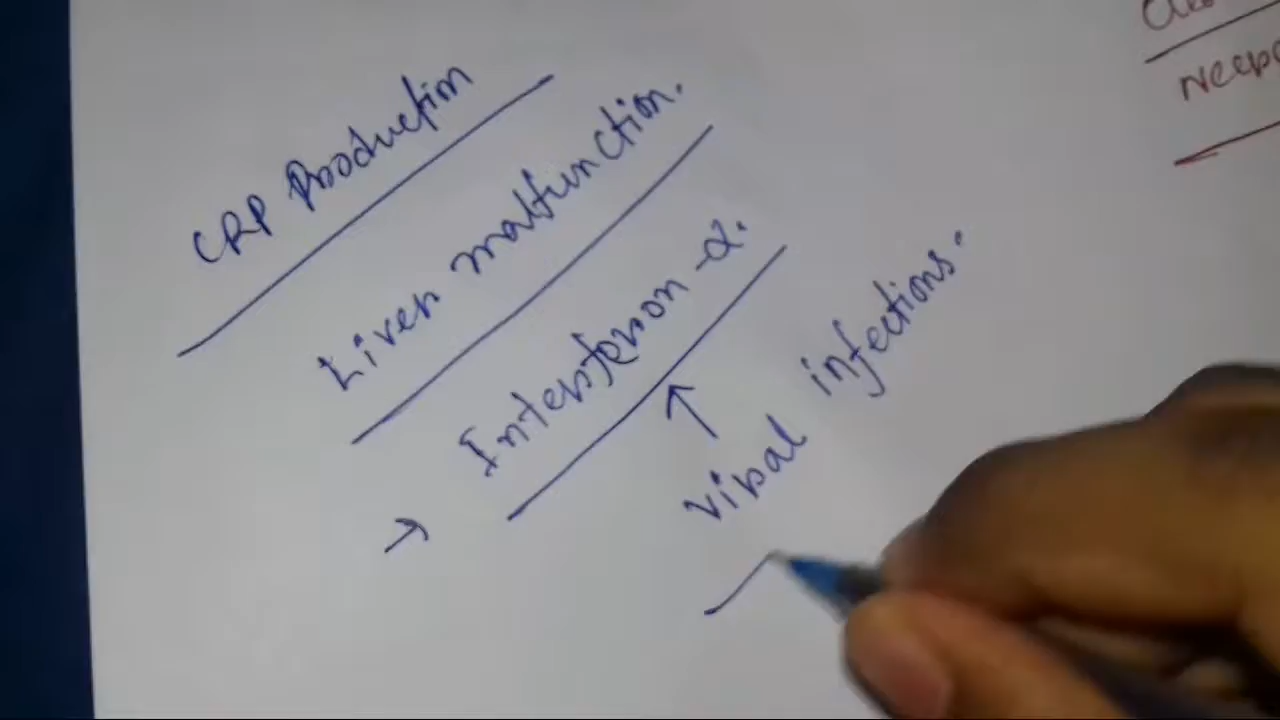 CRP Production
Liver malfunction.
Interferon -α.
↑
→
Viral infections.